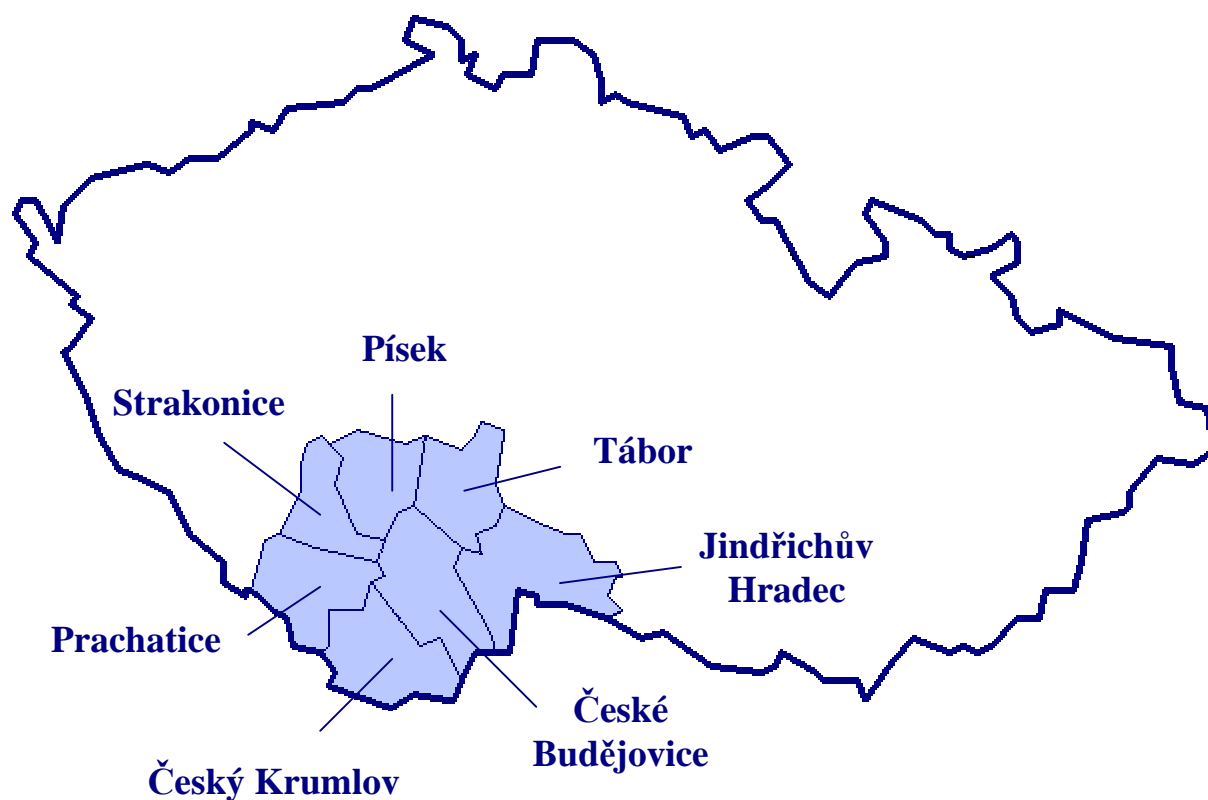 Písek
Strakonice
Tábor
Jindřichův
Hradec
Prachatice
České
Budějovice
Český Krumlov